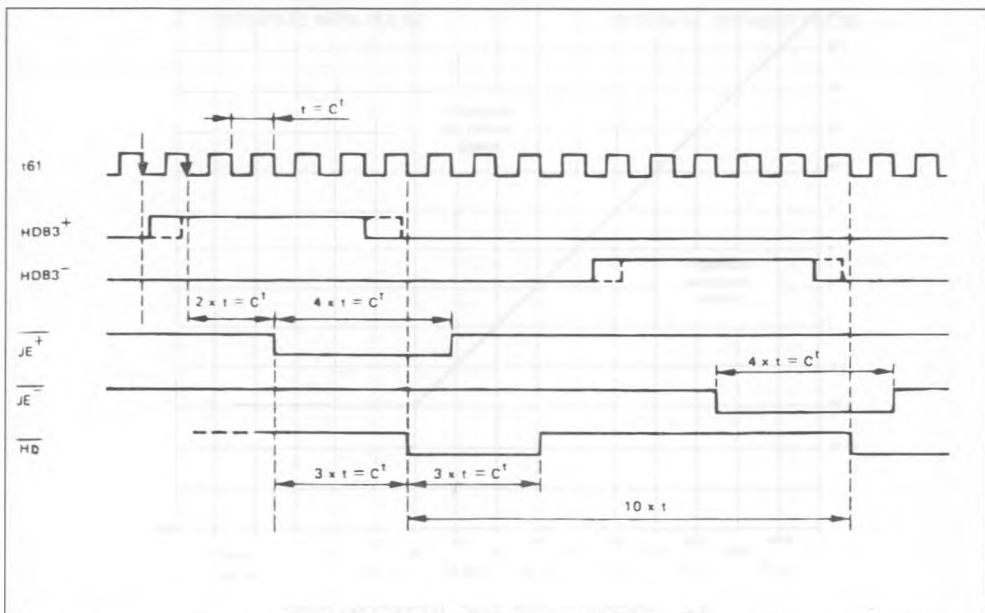 t = Cᵗ
t61
HDB3⁺
HDB3⁻
2 x t = Cᵗ
4 x t = Cᵗ
JE⁺
4 x t = Cᵗ
JE⁻
HD
3 x t = Cᵗ
3 x t = Cᵗ
10 x t